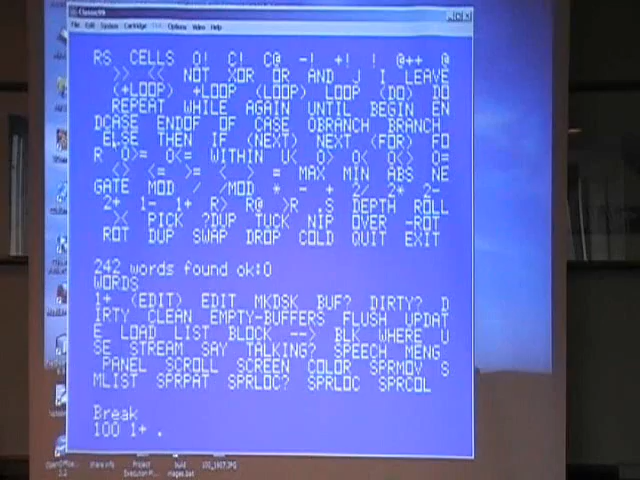 Classic99
File Edit System Cartridge Disk Options Video Help
RS CELLS 0! C! C@ -! +! ! @++ @
>> << NOT XOR OR AND J I LEAVE
(+LOOP) +LOOP (LOOP) LOOP (DO) DO
REPEAT WHILE AGAIN UNTIL BEGIN EN
DCASE ENDOF OF CASE 0BRANCH BRANCH
ELSE THEN IF (NEXT) NEXT (FOR) FO
R 0>= 0<= WITHIN U< 0> 0< 0<> 0=
<> <= >= < > = MAX MIN ABS NE
GATE MOD / /MOD * - + 2/ 2* 2-
2+ 1- 1+ R> R@ >R .S DEPTH ROLL
>< PICK ?DUP TUCK NIP OVER -ROT
ROT DUP SWAP DROP COLD QUIT EXIT
242 words found ok:0
WORDS
1+ (EDIT) EDIT MKDSK BUF? DIRTY? D
IRTY CLEAN EMPTY-BUFFERS FLUSH UPDAT
E LOAD LIST BLOCK --> BLK WHERE U
SE STREAM SAY TALKING? SPEECH MENG
PANEL SCROLL SCREEN COLOR SPRMOV S
MLIST SPRPAT SPRLOC? SPRLOC SPRCOL
Break
100 1+ .